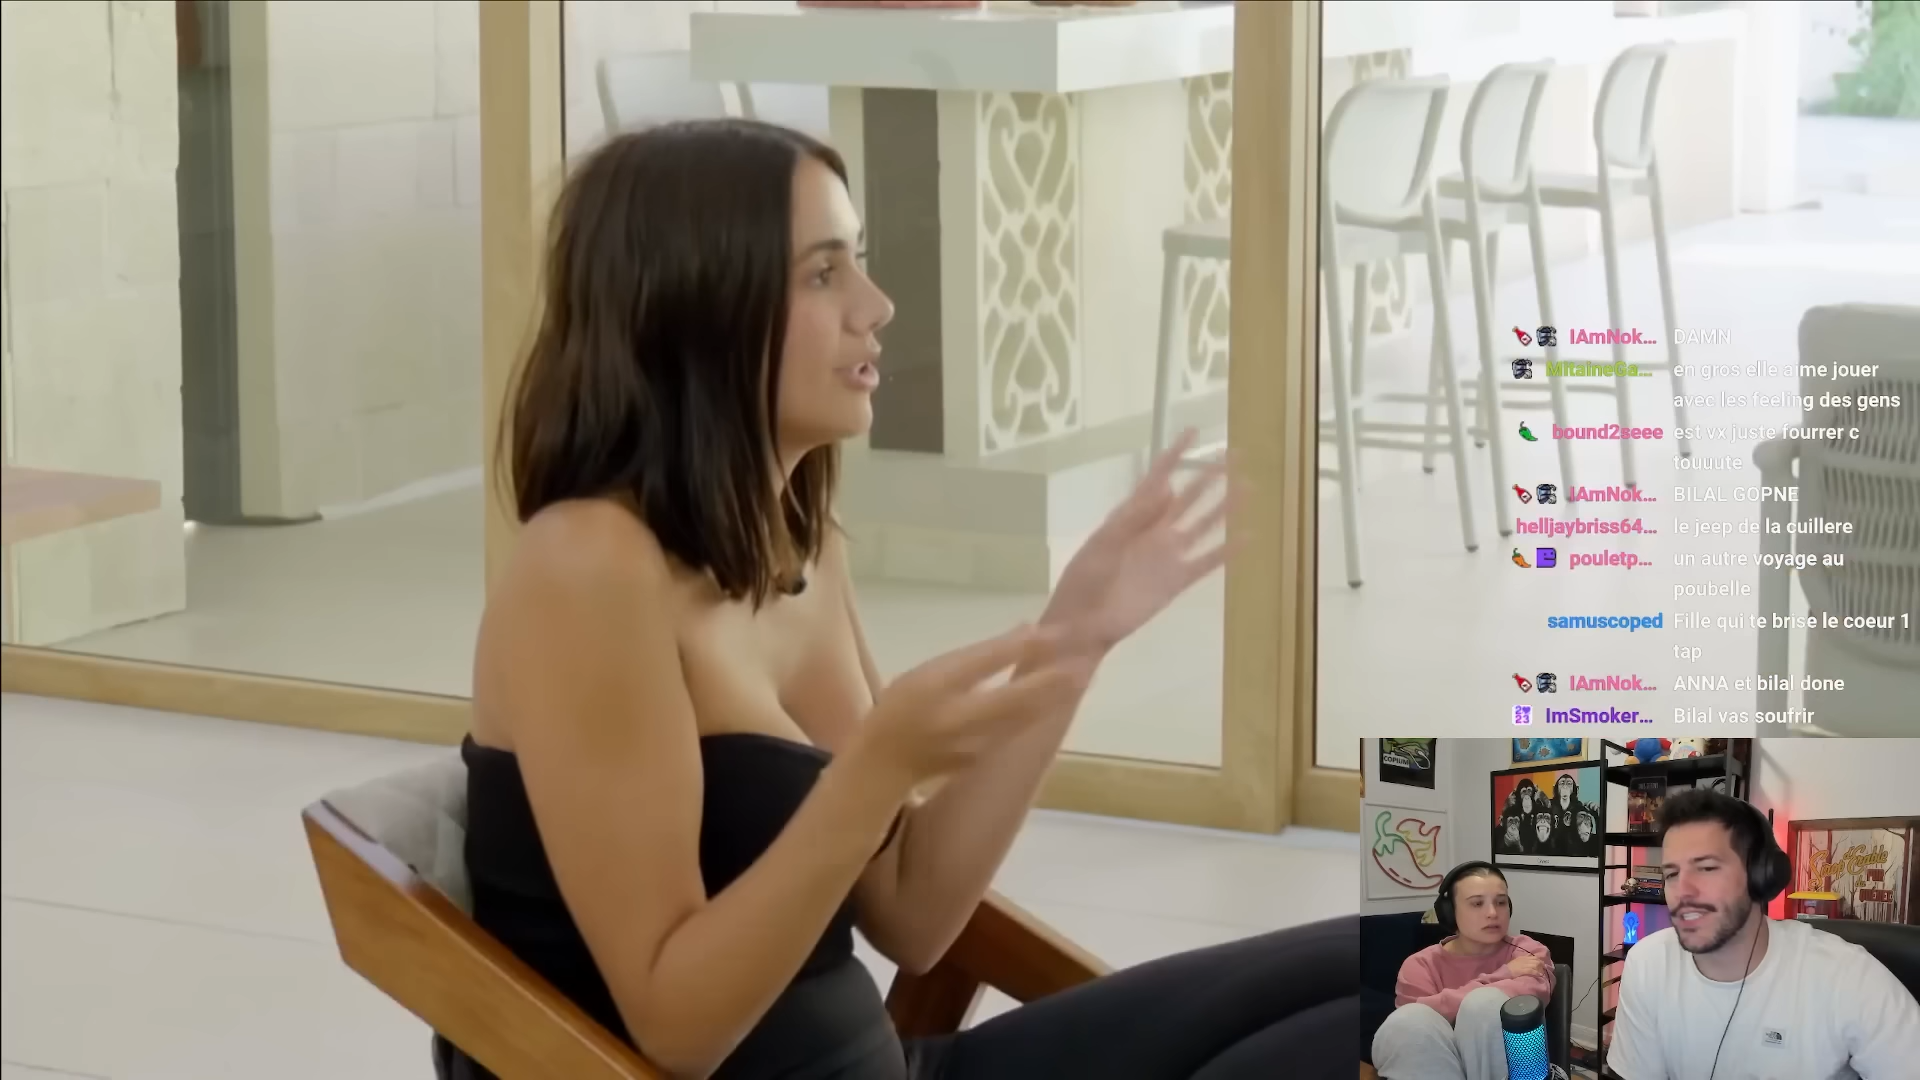 IAmNok... DAMN
MitaineGa... en gros elle aime jouer
avec les feeling des gens
bound2seee est vx juste fourrer c
touuute
IAmNok... BILAL GOPNE
helljaybriss64... le jeep de la cuillere
pouletp... un autre voyage au
poubelle
samuscoped Fille qui te brise le coeur 1
tap
IAmNok... ANNA et bilal done
ImSmoker... Bilal vas soufrir
COPIUM